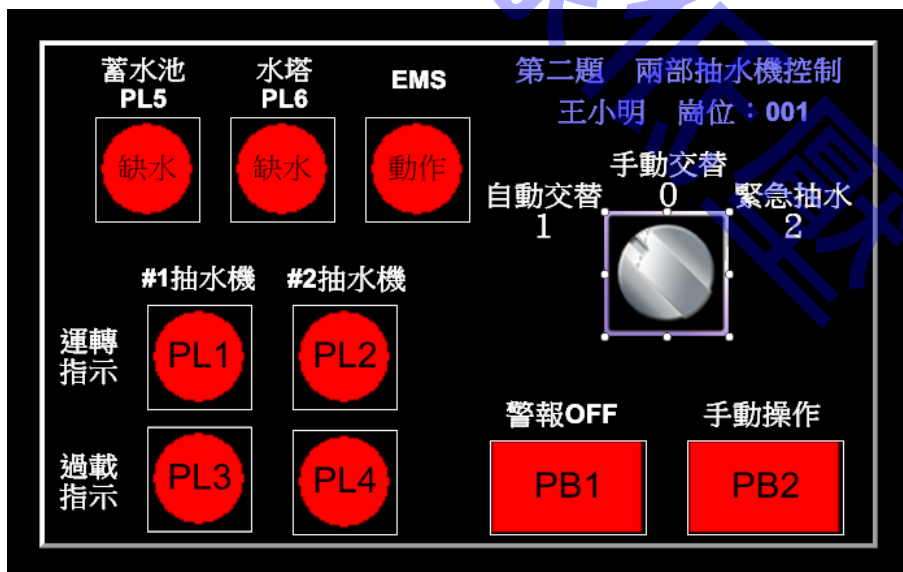 蓄水池
PL5
水塔
PL6
EMS
第二題 兩部抽水機控制
王小明 崗位：001
缺水
缺水
動作
手動交替
0
自動交替
1
緊急抽水
2
#1抽水機
#2抽水機
運轉
指示
PL1
PL2
警報OFF
手動操作
過載
指示
PL3
PL4
PB1
PB2